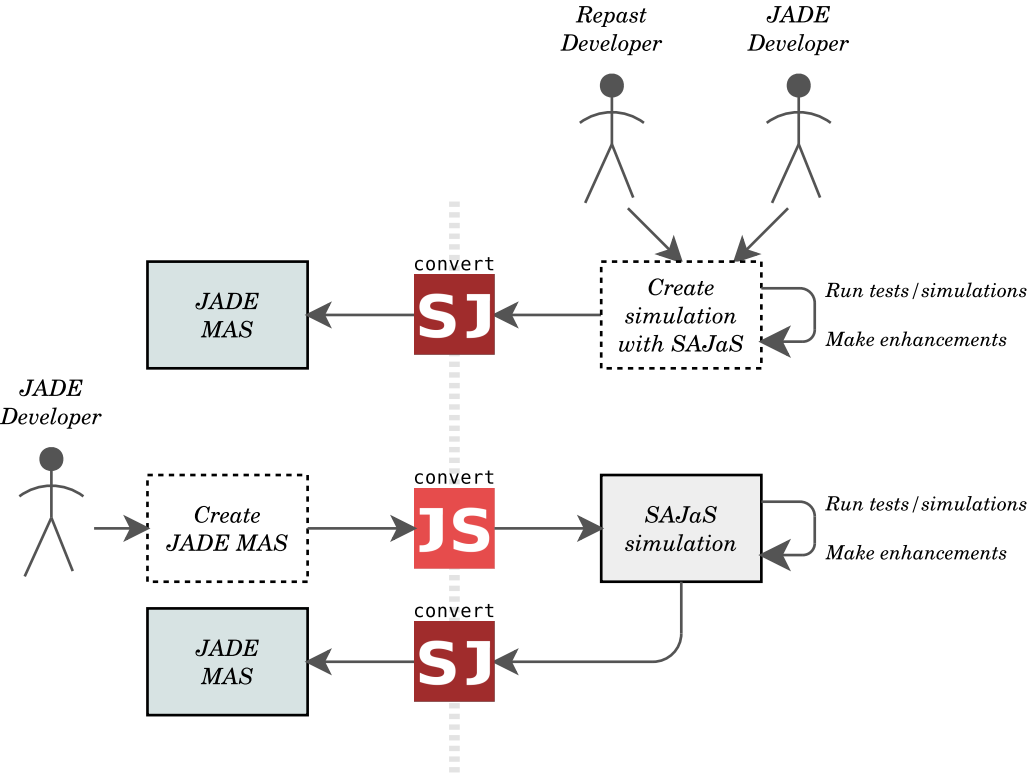 Repast
Developer
JADE
Developer
convert
SJ
JADE
MAS
Create
simulation
with SAJaS
Run tests/simulations
Make enhancements
JADE
Developer
Create
JADE MAS
convert
JS
SAJaS
simulation
Run tests/simulations
Make enhancements
JADE
MAS
convert
SJ